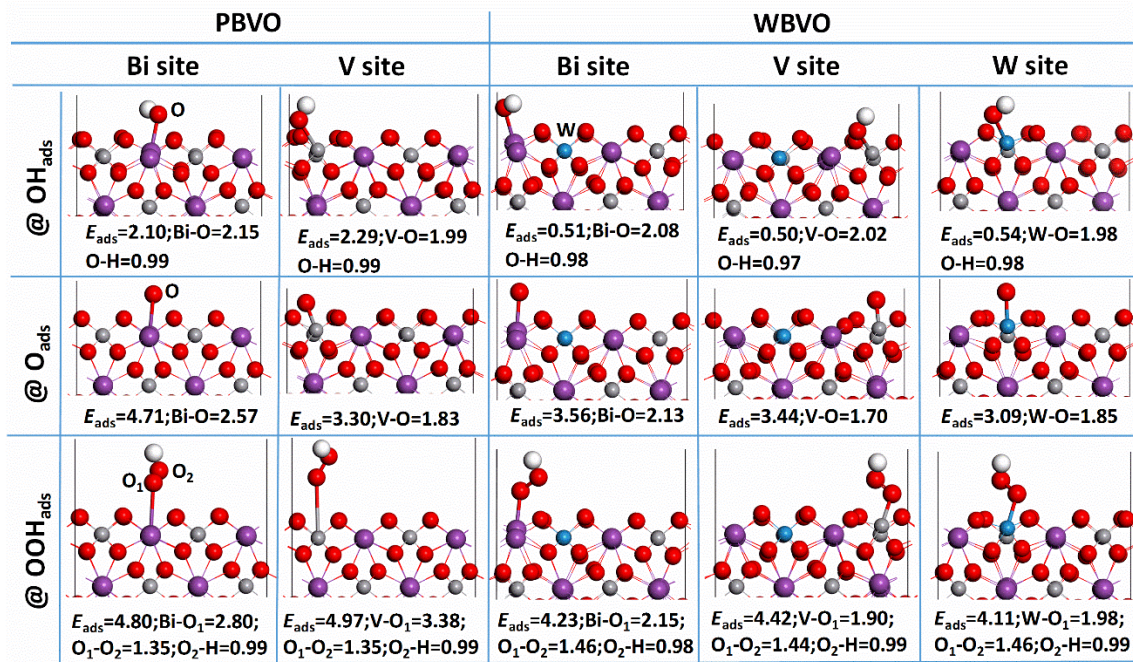 PBVO WBVO
Bi site V site Bi site V site W site
@ OHads
O W
Eads=2.10;Bi-O=2.15
O-H=0.99
Eads=2.29;V-O=1.99
O-H=0.99
Eads=0.51;Bi-O=2.08
O-H=0.98
Eads=0.50;V-O=2.02
O-H=0.97
Eads=0.54;W-O=1.98
O-H=0.98
@ Oads
O
Eads=4.71;Bi-O=2.57
Eads=3.30;V-O=1.83
Eads=3.56;Bi-O=2.13
Eads=3.44;V-O=1.70
Eads=3.09;W-O=1.85
@ OOHads
O1 O2
Eads=4.80;Bi-O1=2.80;
O1-O2=1.35;O2-H=0.99
Eads=4.97;V-O1=3.38;
O1-O2=1.35;O2-H=0.99
Eads=4.23;Bi-O1=2.15;
O1-O2=1.46;O2-H=0.98
Eads=4.42;V-O1=1.90;
O1-O2=1.44;O2-H=0.99
Eads=4.11;W-O1=1.98;
O1-O2=1.46;O2-H=0.99